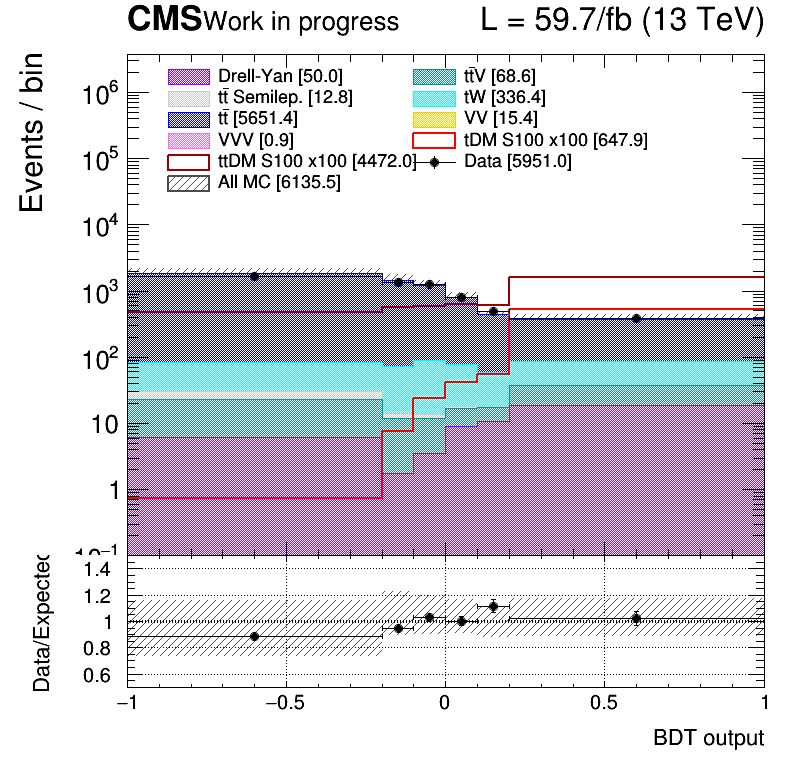 CMS Work in progress L = 59.7/fb (13 TeV)
Events / bin
Drell-Yan [50.0] tt̄V [68.6]
tt̄ Semilep. [12.8] tW [336.4]
tt̄ [5651.4] VV [15.4]
VVV [0.9] tDM S100 x100 [647.9]
ttDM S100 x100 [4472.0] Data [5951.0]
All MC [6135.5]
10⁶
10⁵
10⁴
10³
10²
10
1
10⁻¹
Data/Expected
1.4
1.2
1
0.8
0.6
−1 −0.5 0 0.5 1
BDT output